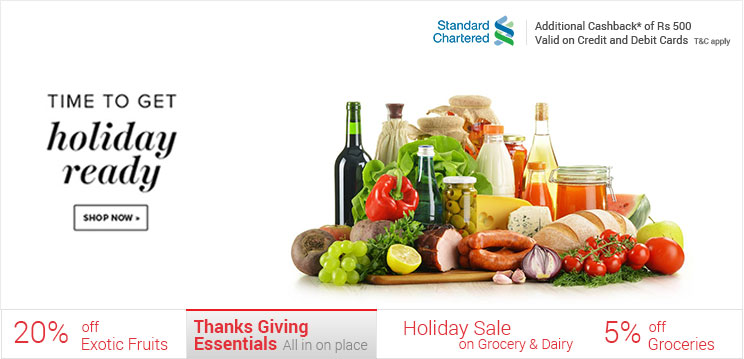 Standard
Chartered
Additional Cashback* of Rs 500
Valid on Credit and Debit Cards T&C apply
TIME TO GET
holiday
ready
SHOP NOW »
20% off
Exotic Fruits
Thanks Giving
Essentials All in on place
Holiday Sale
on Grocery & Dairy
5% off
Groceries